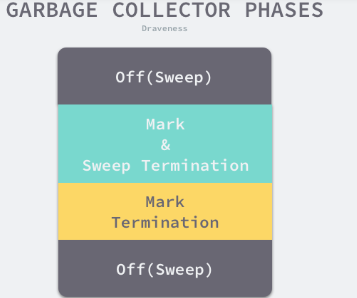 GARBAGE COLLECTOR PHASES
Draveness
Off(Sweep)
Mark
&
Sweep Termination
Mark
Termination
Off(Sweep)